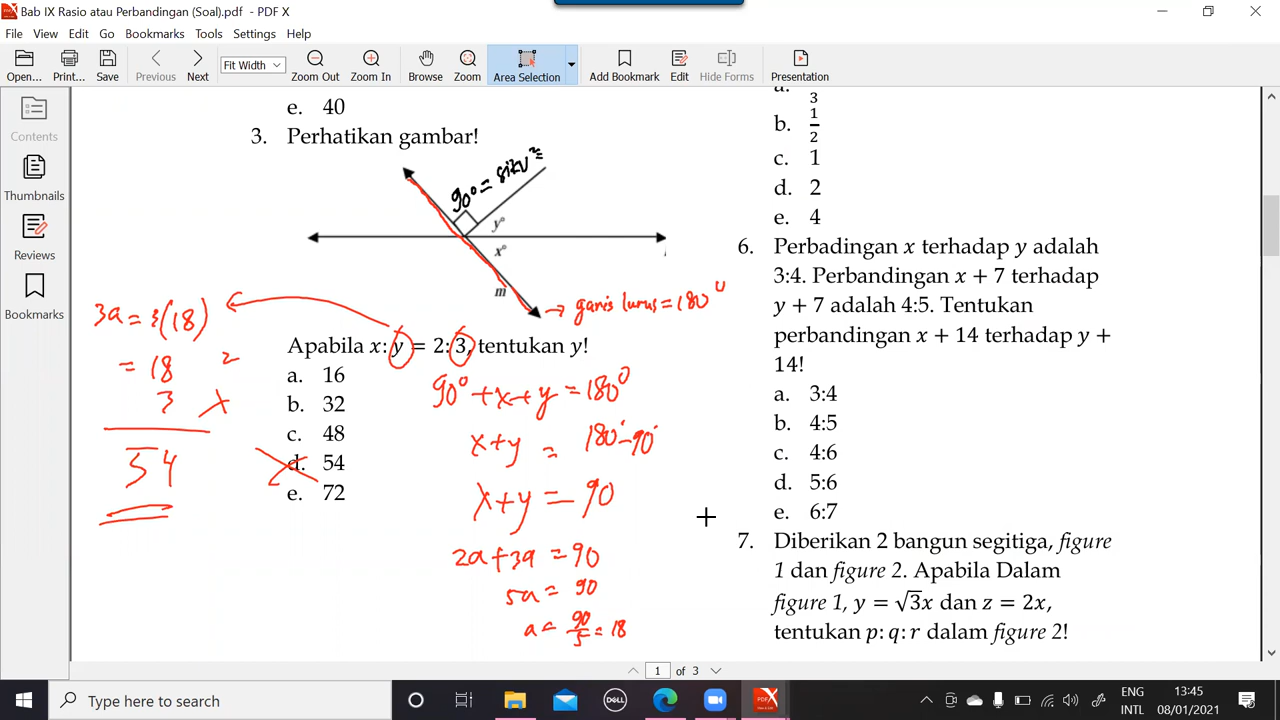 Bab IX Rasio atau Perbandingan (Soal).pdf - PDF X
File View Edit Go Bookmarks Tools Settings Help
Open... Print... Save Previous Next Fit Width Zoom Out Zoom In Browse Zoom Area Selection Add Bookmark Edit Hide Forms Presentation
Contents
Thumbnails
Reviews
Bookmarks
e. 40
3. Perhatikan gambar!
90° = siku²
y°
x°
m
→ garis lurus = 180°
Apabila x: y = 2: 3, tentukan y!
a. 16
b. 32
c. 48
d. 54
e. 72
3a = 3(18)
= 18 2
3 x
54
90° + x + y = 180°
x + y = 180° - 90°
x + y = 90
2a + 3a = 90
5a = 90
a = 90/5 = 18
a. 3
b. 1/2
c. 1
d. 2
e. 4
6. Perbadingan x terhadap y adalah
3:4. Perbandingan x + 7 terhadap
y + 7 adalah 4:5. Tentukan
perbandingan x + 14 terhadap y +
14!
a. 3:4
b. 4:5
c. 4:6
d. 5:6
e. 6:7
7. Diberikan 2 bangun segitiga, figure
1 dan figure 2. Apabila Dalam
figure 1, y = √3x dan z = 2x,
tentukan p: q: r dalam figure 2!
1 of 3
Type here to search
DELL
ENG
INTL
13:45
08/01/2021